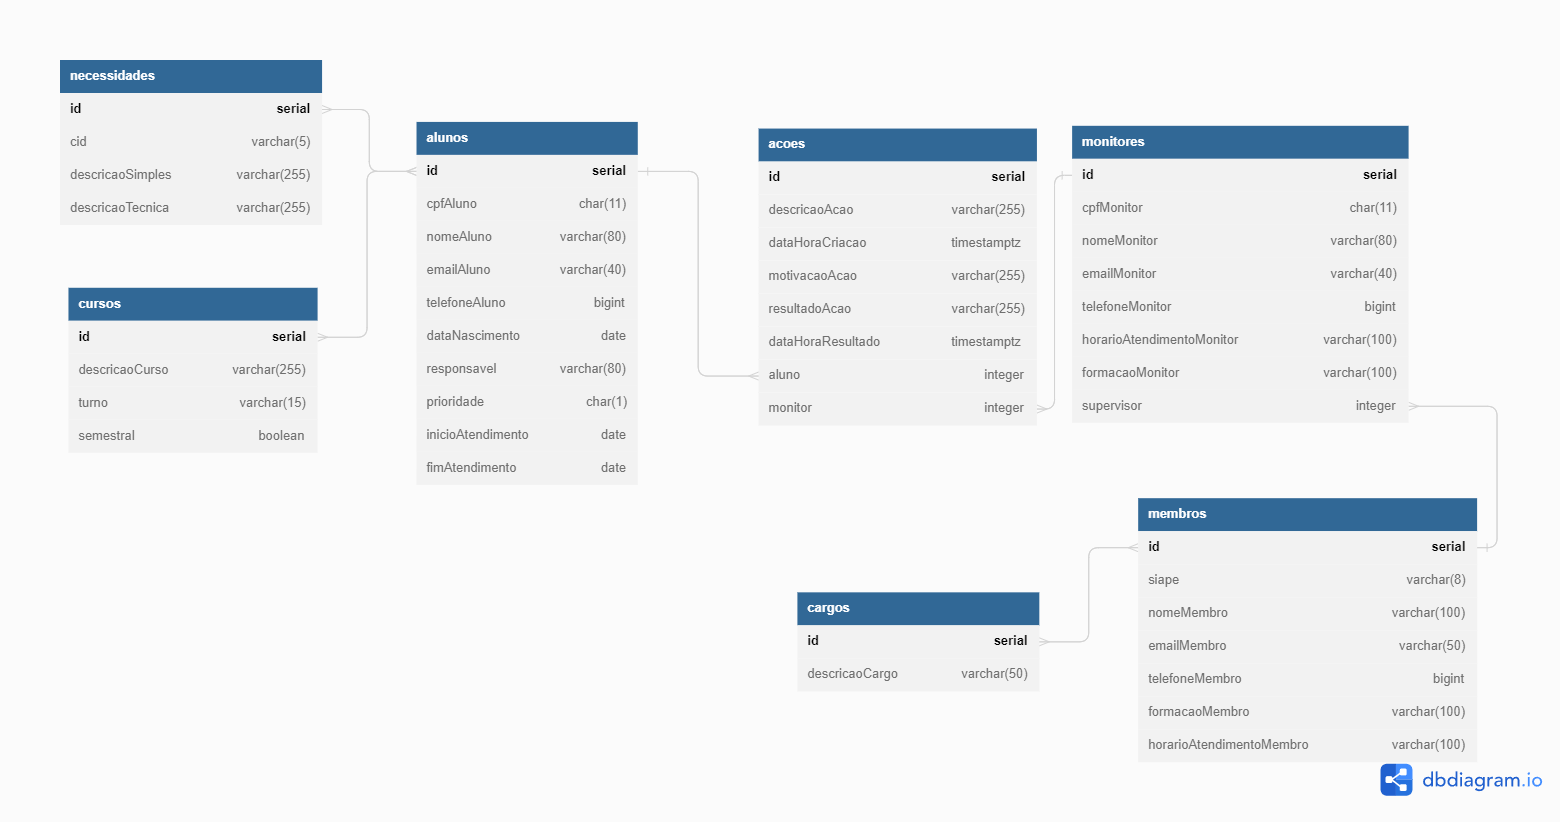 necessidades
id serial
cid varchar(5)
descricaoSimples varchar(255)
descricaoTecnica varchar(255)
cursos
id serial
descricaoCurso varchar(255)
turno varchar(15)
semestral boolean
alunos
id serial
cpfAluno char(11)
nomeAluno varchar(80)
emailAluno varchar(40)
telefoneAluno bigint
dataNascimento date
responsavel varchar(80)
prioridade char(1)
inicioAtendimento date
fimAtendimento date
acoes
id serial
descricaoAcao varchar(255)
dataHoraCriacao timestamptz
motivacaoAcao varchar(255)
resultadoAcao varchar(255)
dataHoraResultado timestamptz
aluno integer
monitor integer
monitores
id serial
cpfMonitor char(11)
nomeMonitor varchar(80)
emailMonitor varchar(40)
telefoneMonitor bigint
horarioAtendimentoMonitor varchar(100)
formacaoMonitor varchar(100)
supervisor integer
cargos
id serial
descricaoCargo varchar(50)
membros
id serial
siape varchar(8)
nomeMembro varchar(100)
emailMembro varchar(50)
telefoneMembro bigint
formacaoMembro varchar(100)
horarioAtendimentoMembro varchar(100)
dbdiagram.io